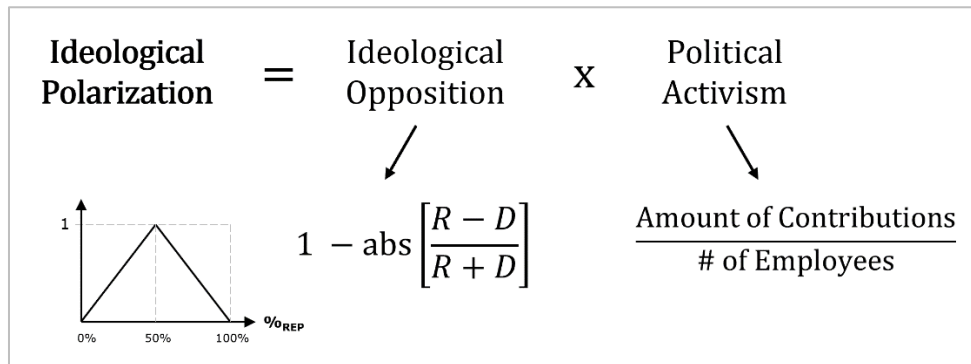 Ideological
Polarization
=
Ideological
Opposition
x
Political
Activism
1
0%
50%
100%
%REP
1 − abs[R − D / R + D]
Amount of Contributions
# of Employees